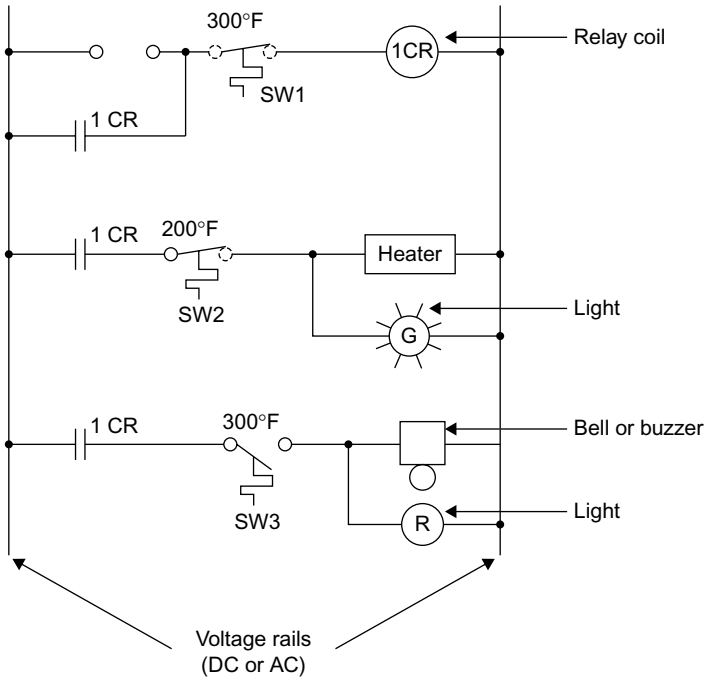 300°F
1CR
Relay coil
SW1
1 CR
1 CR
200°F
Heater
SW2
Light
G
1 CR
300°F
Bell or buzzer
SW3
R
Light
Voltage rails
(DC or AC)